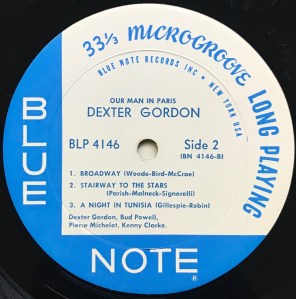 33⅓ MICROGROOVE LONG PLAYING
BLUE NOTE RECORDS INC • NEW YORK USA
OUR MAN IN PARIS
DEXTER GORDON
BLP 4146
Side 2
(BN 4146-B)
1. BROADWAY (Woode-Bird-McCrae)
2. STAIRWAY TO THE STARS
(Parish-Malneck-Signorelli)
3. A NIGHT IN TUNISIA (Gillespie-Robin)
Dexter Gordon, Bud Powell,
Pierre Michelot, Kenny Clarke.
BLUE
NOTE
®